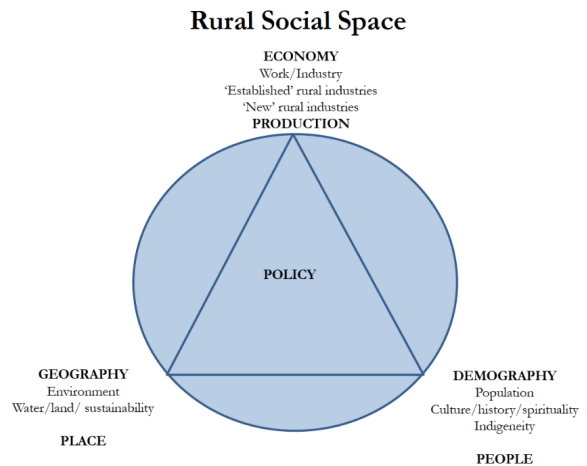 Rural Social Space
ECONOMY
Work/Industry
‘Established’ rural industries
‘New’ rural industries
PRODUCTION
POLICY
GEOGRAPHY
Environment
Water/land/ sustainability
PLACE
DEMOGRAPHY
Population
Culture/history/spirituality
Indigeneity
PEOPLE